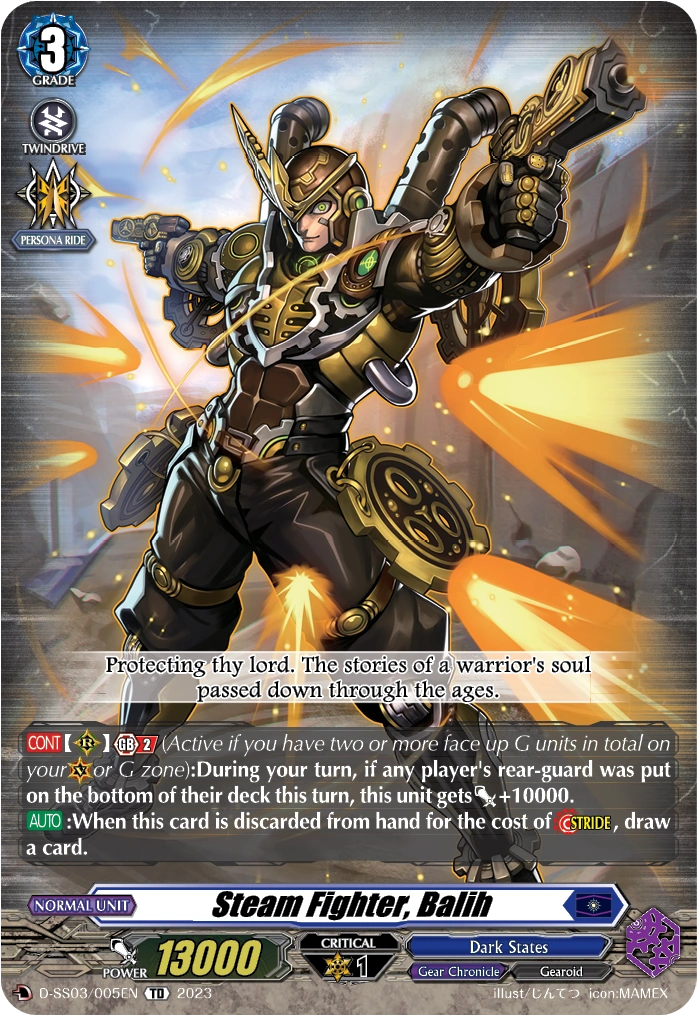 3
GRADE
TWINDRIVE
PERSONA RIDE
Protecting thy lord. The stories of a warrior's soul
passed down through the ages.
CONT【R】GB 2 (Active if you have two or more face up G units in total on
your V or G zone):During your turn, if any player's rear-guard was put
on the bottom of their deck this turn, this unit gets +10000.
AUTO :When this card is discarded from hand for the cost of STRIDE, draw
a card.
NORMAL UNIT
Steam Fighter, Balih
POWER 13000
CRITICAL
1
Dark States
Gear Chronicle
Gearoid
D-SS03/005EN TD 2023
illust/じんてつ icon:MAMEX